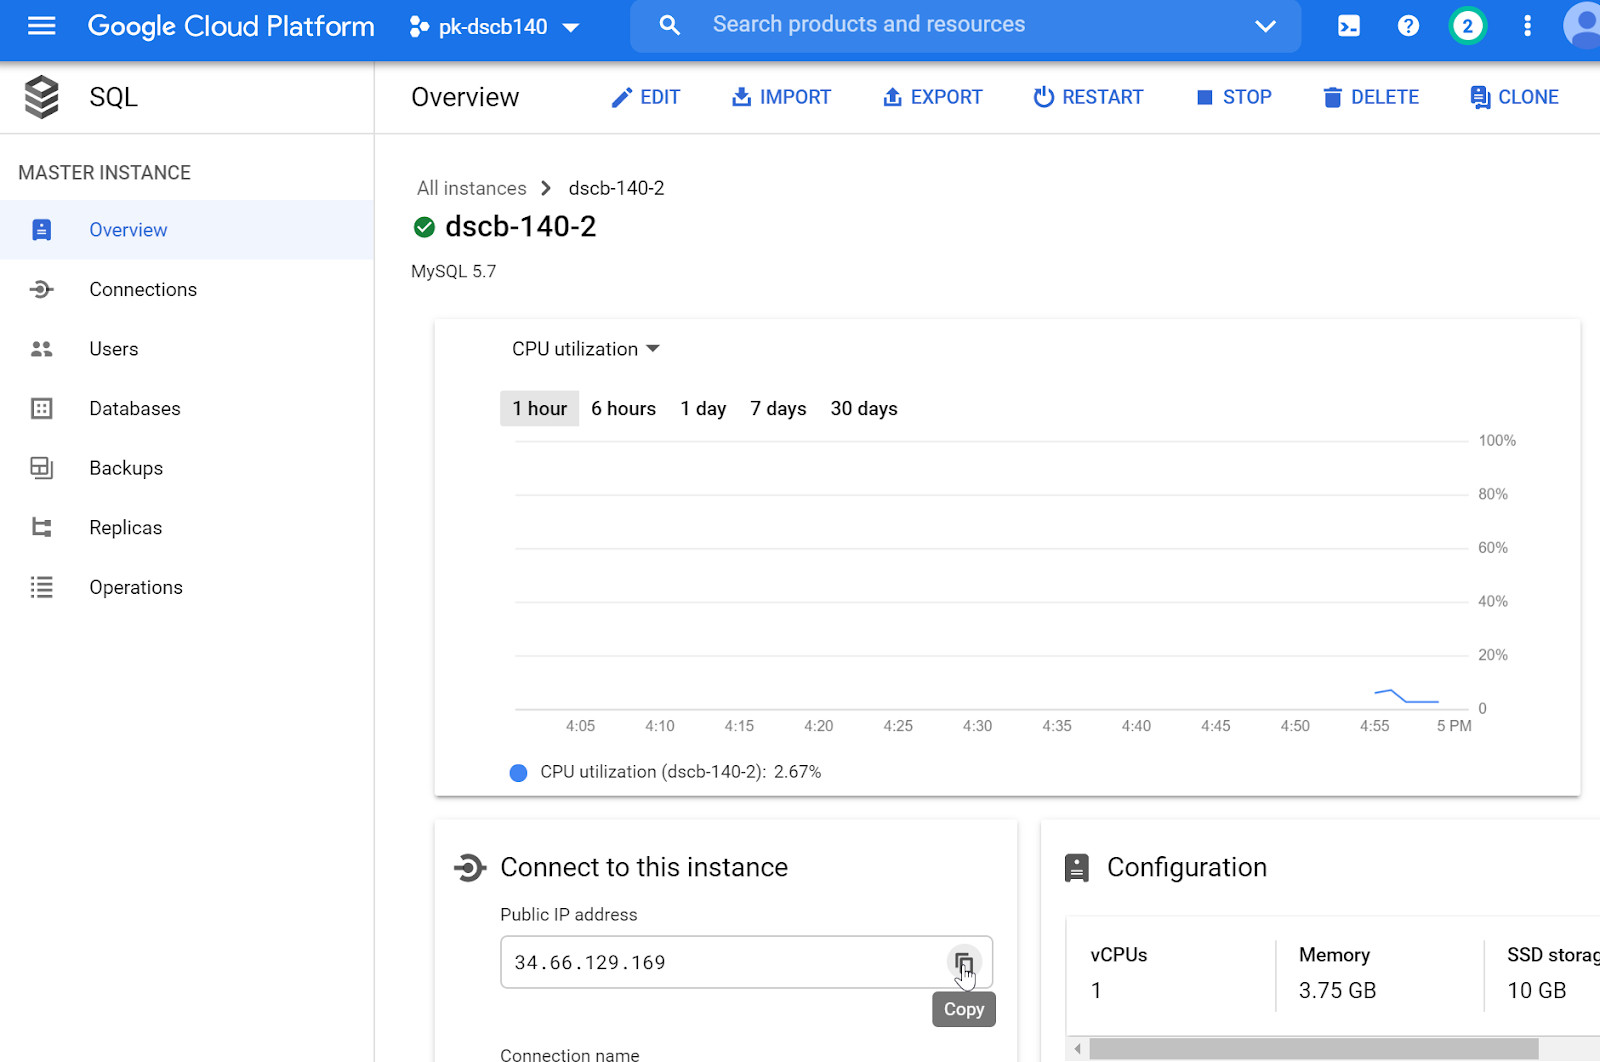 Google Cloud Platform
pk-dscb140
Search products and resources
2
SQL
Overview
EDIT
IMPORT
EXPORT
RESTART
STOP
DELETE
CLONE
MASTER INSTANCE
Overview
Connections
Users
Databases
Backups
Replicas
Operations
All instances > dscb-140-2
dscb-140-2
MySQL 5.7
CPU utilization
1 hour 6 hours 1 day 7 days 30 days
100%
80%
60%
40%
20%
0
4:05 4:10 4:15 4:20 4:25 4:30 4:35 4:40 4:45 4:50 4:55 5 PM
CPU utilization (dscb-140-2): 2.67%
Connect to this instance
Public IP address
34.66.129.169
Copy
Connection name
Configuration
vCPUs Memory SSD storag
1 3.75 GB 10 GB